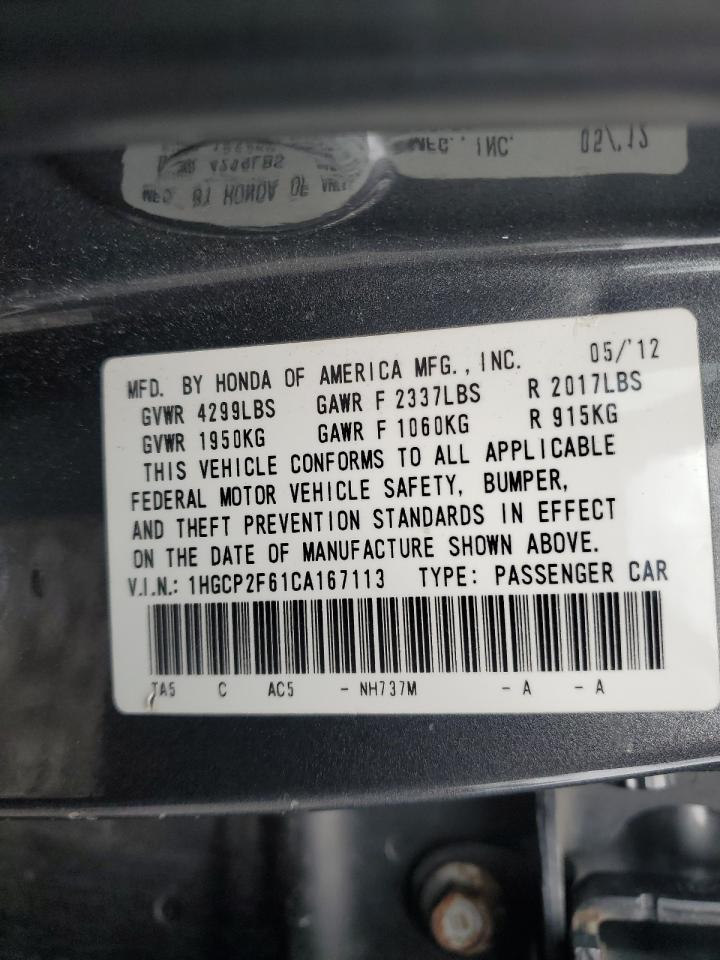 MFD. BY HONDA OF AMERICA MFG., INC. 05/'12
GVWR 4299LBS GAWR F 2337LBS R 2017LBS
GVWR 1950KG GAWR F 1060KG R 915KG
THIS VEHICLE CONFORMS TO ALL APPLICABLE
FEDERAL MOTOR VEHICLE SAFETY, BUMPER,
AND THEFT PREVENTION STANDARDS IN EFFECT
ON THE DATE OF MANUFACTURE SHOWN ABOVE.
V.I.N.: 1HGCP2F61CA167113 TYPE: PASSENGER CAR
TA5 C AC5 - NH737M - A - A